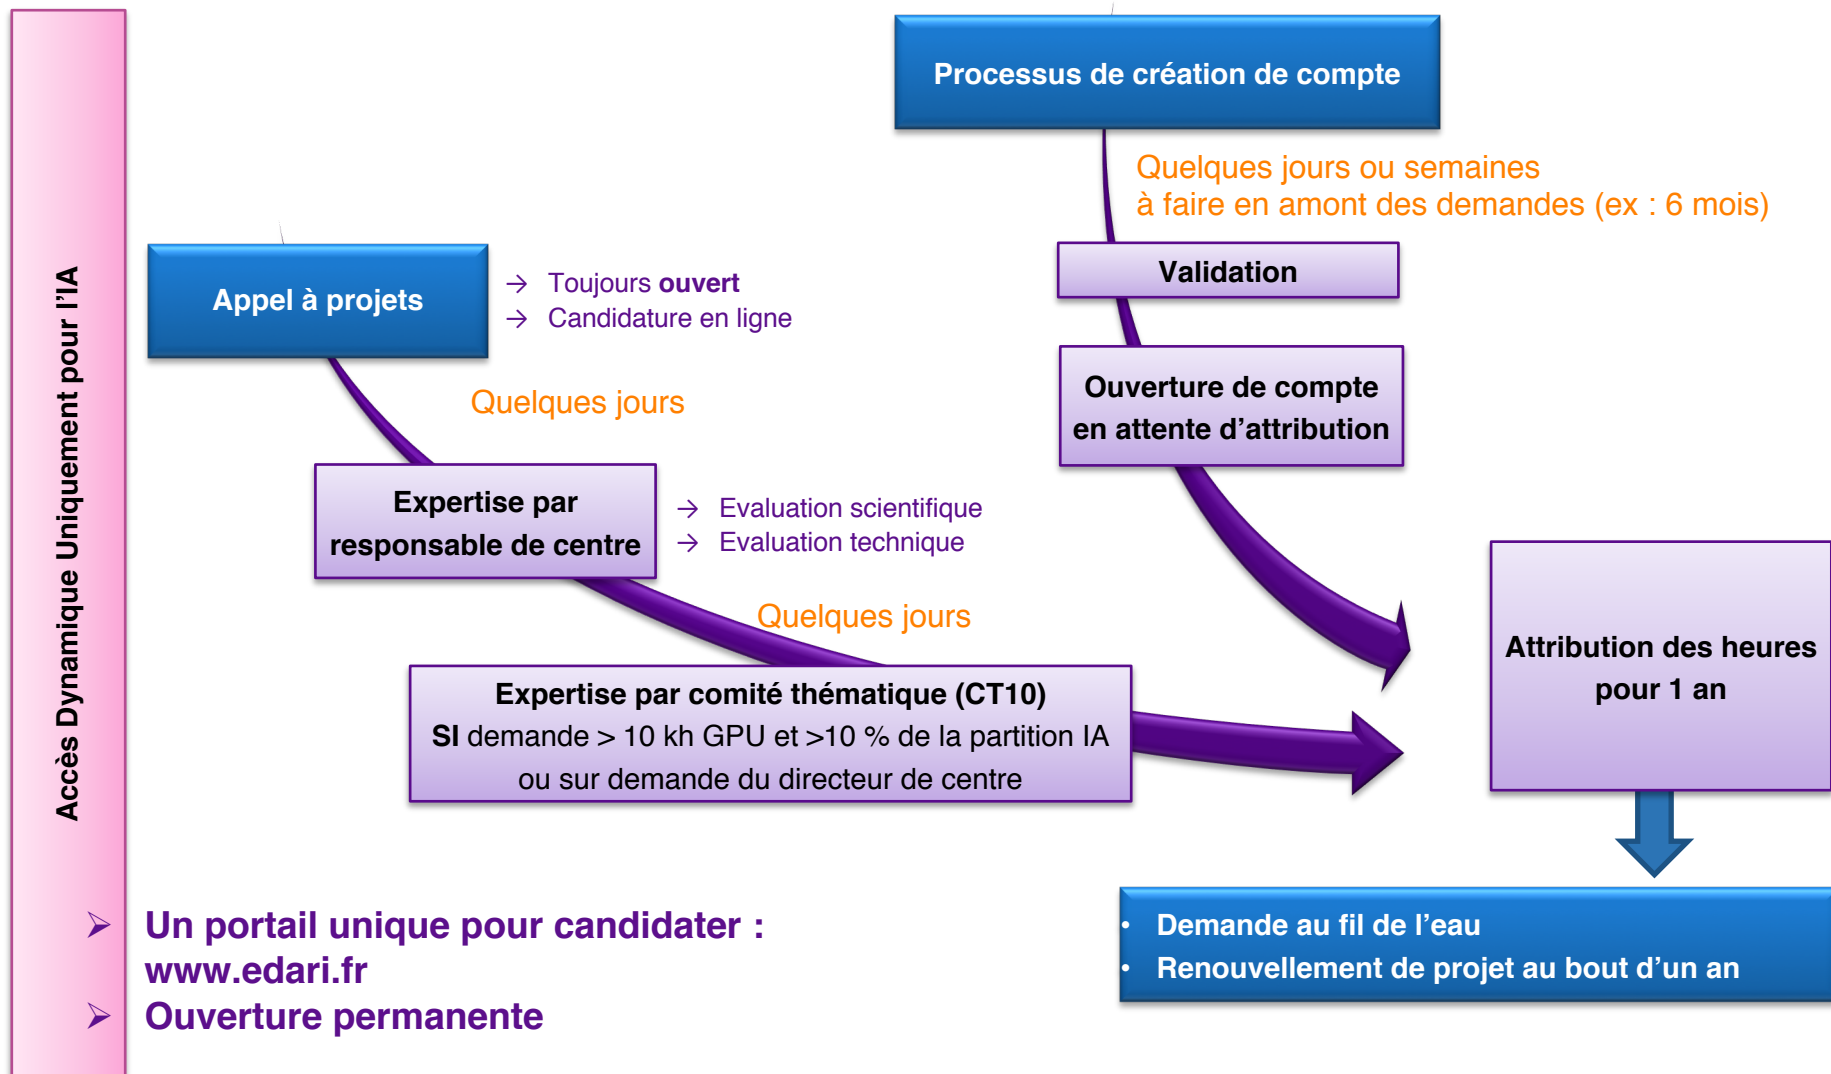 Accès Dynamique Uniquement pour l'IA
Processus de création de compte
Quelques jours ou semaines
à faire en amont des demandes (ex : 6 mois)
Validation
Ouverture de compte
en attente d’attribution
Appel à projets
→ Toujours ouvert
→ Candidature en ligne
Quelques jours
Expertise par
responsable de centre
→ Evaluation scientifique
→ Evaluation technique
Quelques jours
Expertise par comité thématique (CT10)
SI demande > 10 kh GPU et >10 % de la partition IA
ou sur demande du directeur de centre
Attribution des heures
pour 1 an
• Demande au fil de l’eau
• Renouvellement de projet au bout d’un an
➢ Un portail unique pour candidater :
www.edari.fr
➢ Ouverture permanente